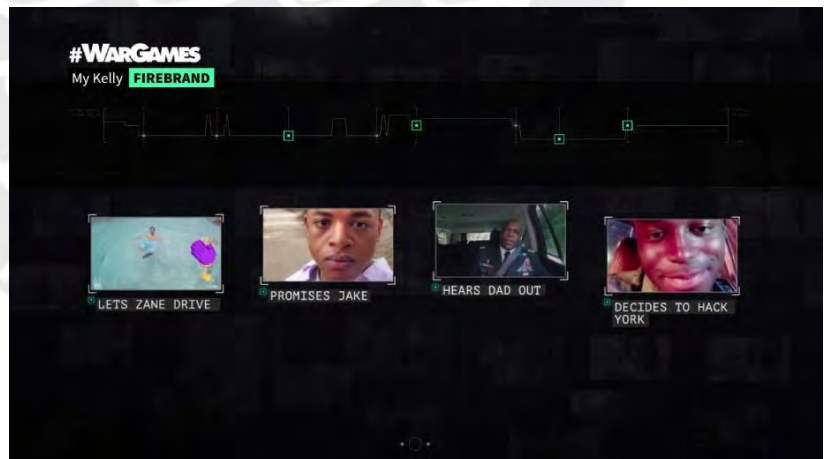 #WARGAMES
My Kelly FIREBRAND
LETS ZANE DRIVE
PROMISES JAKE
HEARS DAD OUT
DECIDES TO HACK
YORK